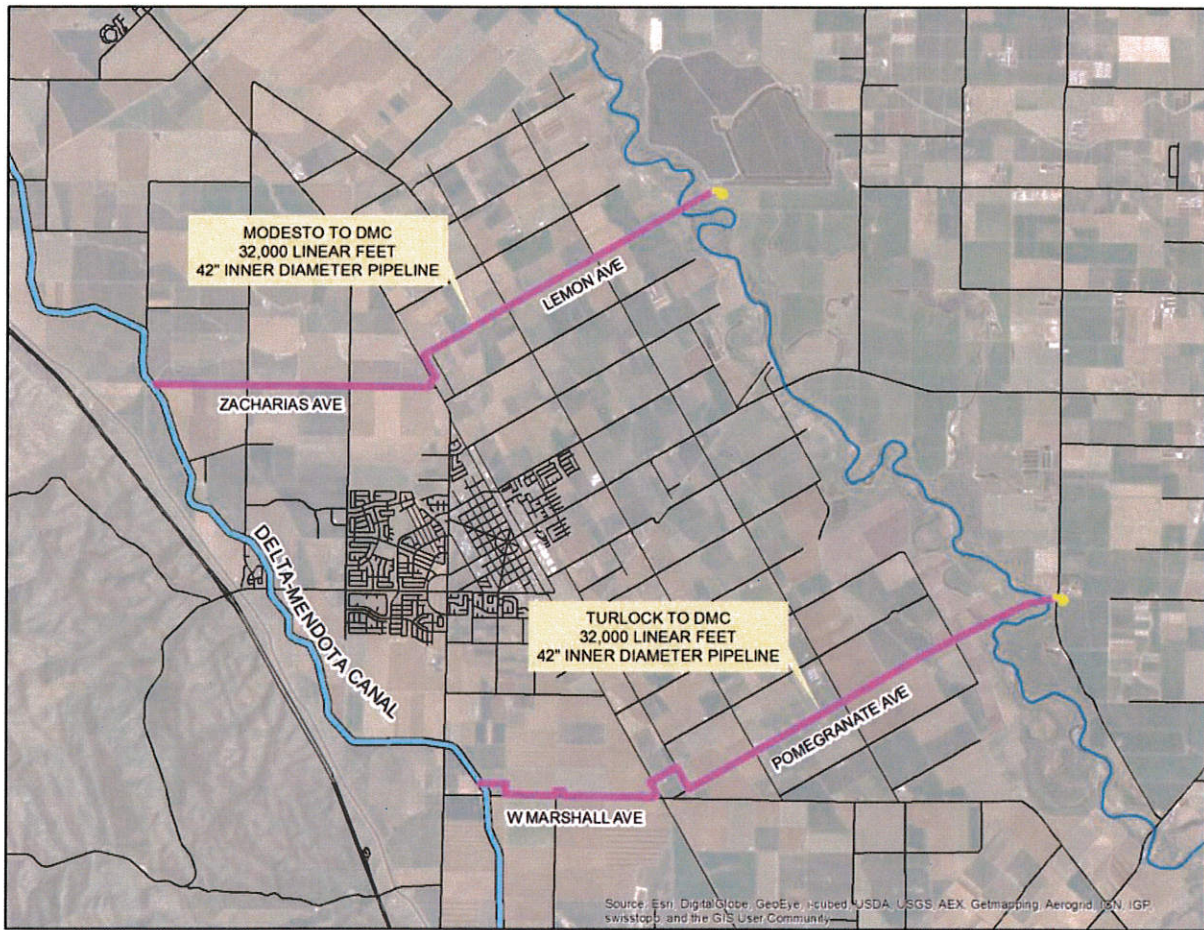 MODESTO TO DMC
32,000 LINEAR FEET
42" INNER DIAMETER PIPELINE
LEMON AVE
ZACHARIAS AVE
DELTA-MENDOTA CANAL
TURLOCK TO DMC
32,000 LINEAR FEET
42" INNER DIAMETER PIPELINE
POMEGRANATE AVE
W MARSHALL AVE
Source: Esri, DigitalGlobe, GeoEye, i-cubed, USDA, USGS, AEX, Getmapping, Aerogrid, IGN, IGP,
swisstopo, and the GIS User Community